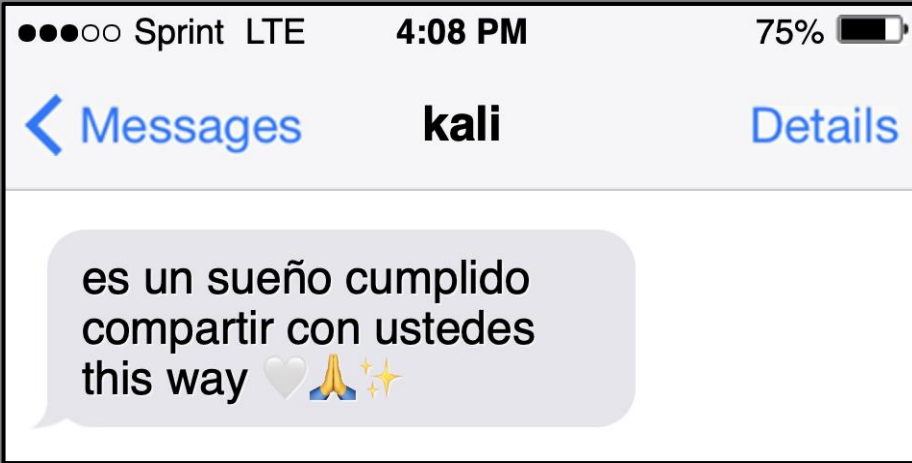 ●●●○○ Sprint LTE 4:08 PM 75%
Messages kali Details
es un sueño cumplido
compartir con ustedes
this way 🤍🙏✨